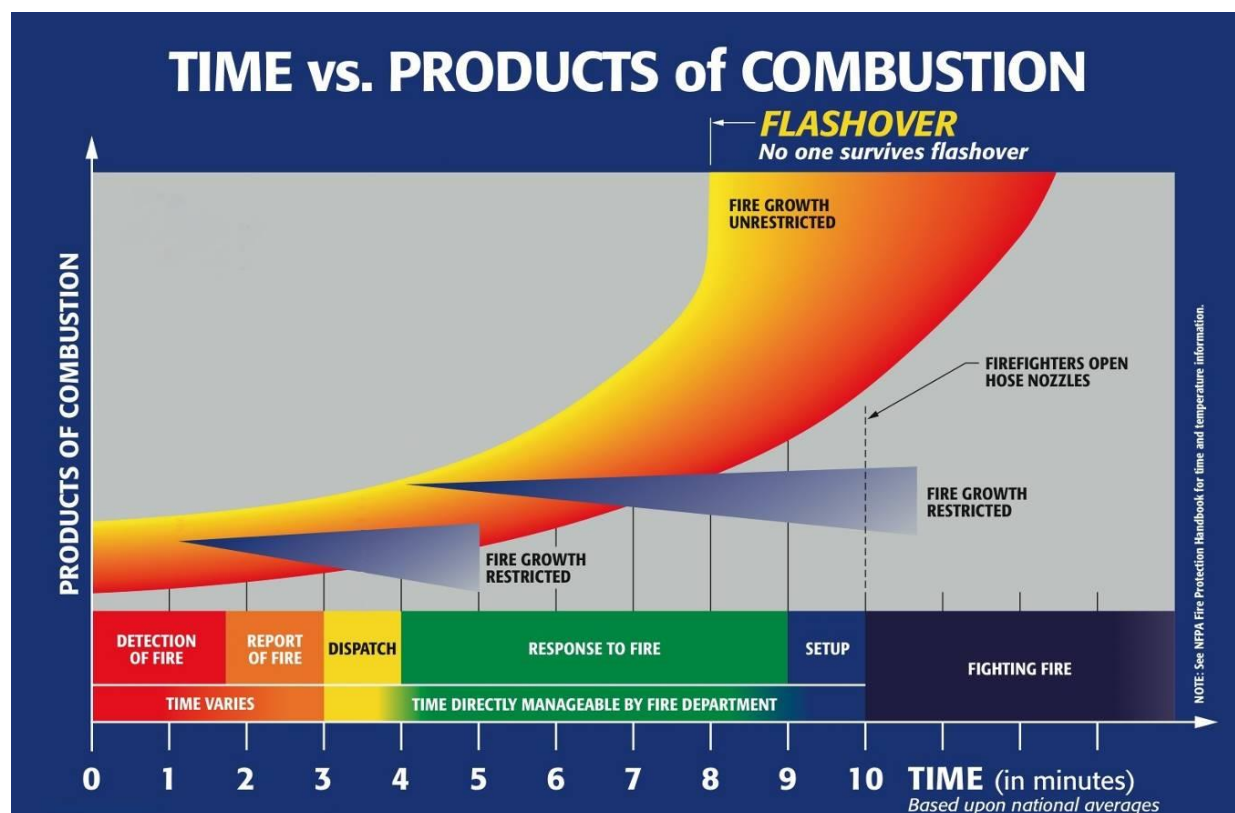 TIME vs. PRODUCTS of COMBUSTION
FLASHOVER
No one survives flashover
FIRE GROWTH
UNRESTRICTED
PRODUCTS OF COMBUSTION
FIREFIGHTERS OPEN
HOSE NOZZLES
FIRE GROWTH
RESTRICTED
FIRE GROWTH
RESTRICTED
NOTE: See NFPA Fire Protection Handbook for time and temperature information.
DETECTION
OF FIRE
REPORT
OF FIRE
DISPATCH
RESPONSE TO FIRE
SETUP
FIGHTING FIRE
TIME VARIES
TIME DIRECTLY MANAGEABLE BY FIRE DEPARTMENT
0 1 2 3 4 5 6 7 8 9 10 TIME (in minutes)
Based upon national averages